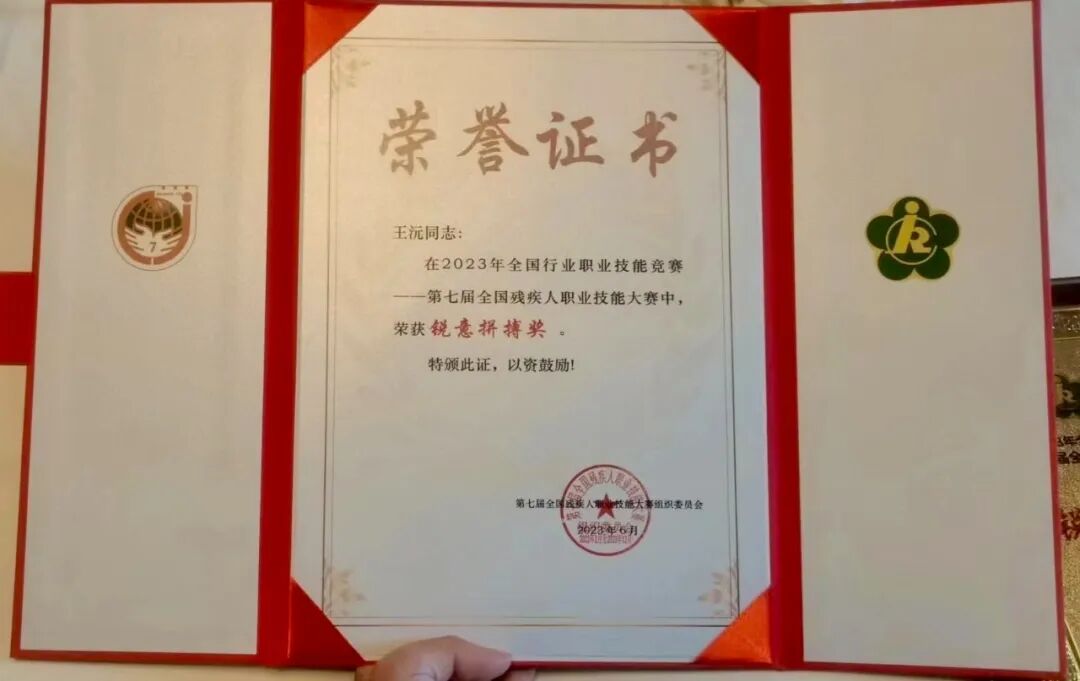 荣誉证书
王沅同志：
在2023年全国行业职业技能竞赛
——第七届全国残疾人职业技能大赛中，
荣获 锐意拼搏奖 。
特颁此证，以资鼓励！
第七届全国残疾人职业技能大赛组织委员会
2023年6月
7